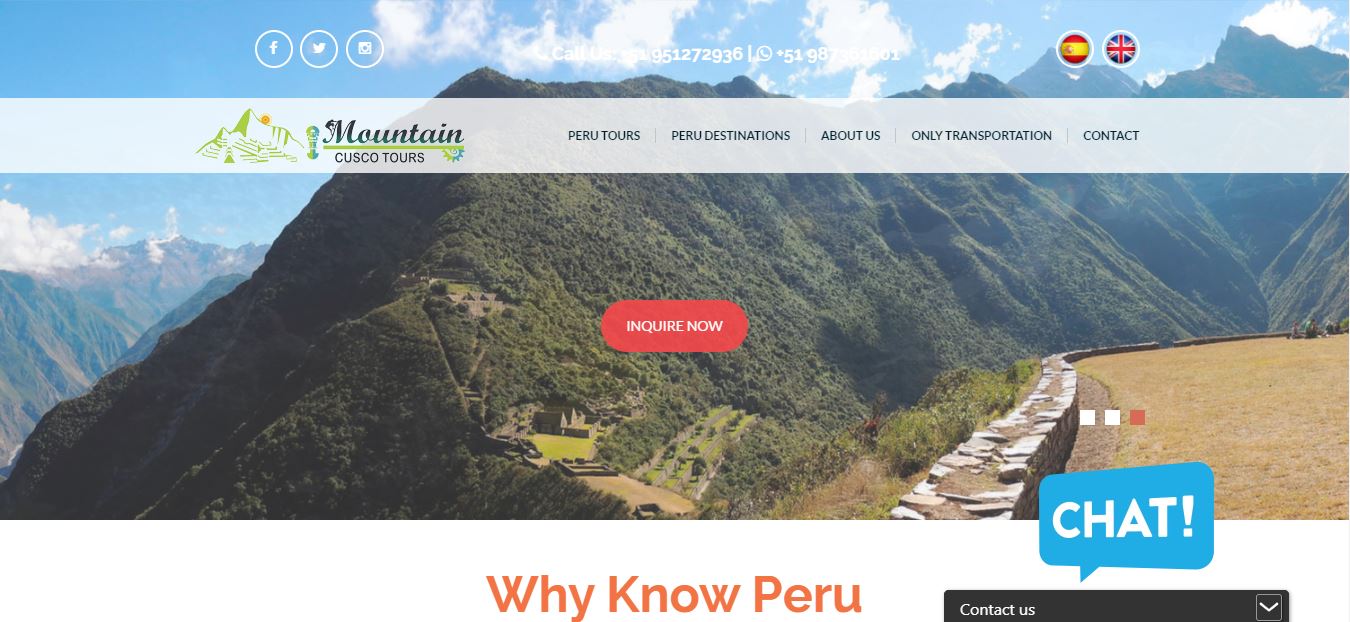 Call Us: +51 951272936 | +51 987361601
Mountain
CUSCO TOURS
PERU TOURS
PERU DESTINATIONS
ABOUT US
ONLY TRANSPORTATION
CONTACT
INQUIRE NOW
CHAT!
Why Know Peru
Contact us